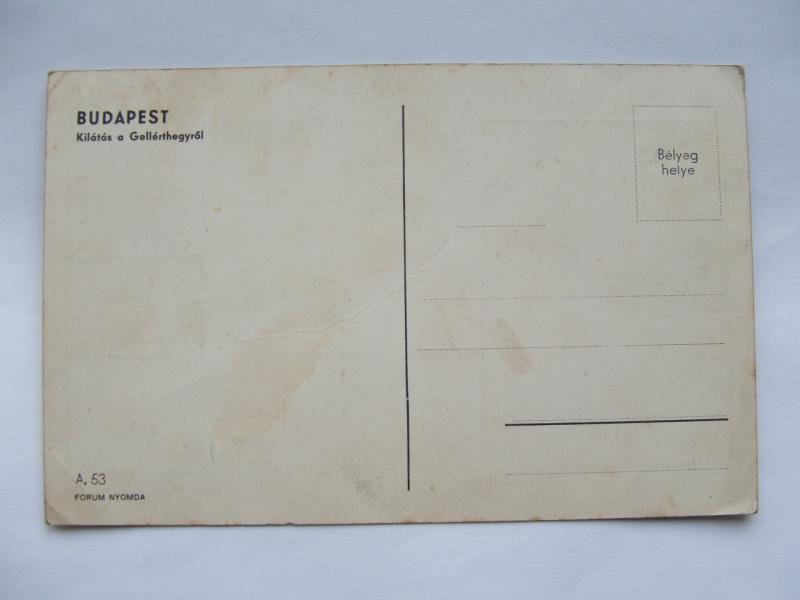 BUDAPEST
Kilátás a Gellérthegyről
Bélyeg
helye
A. 53
FORUM NYOMDA